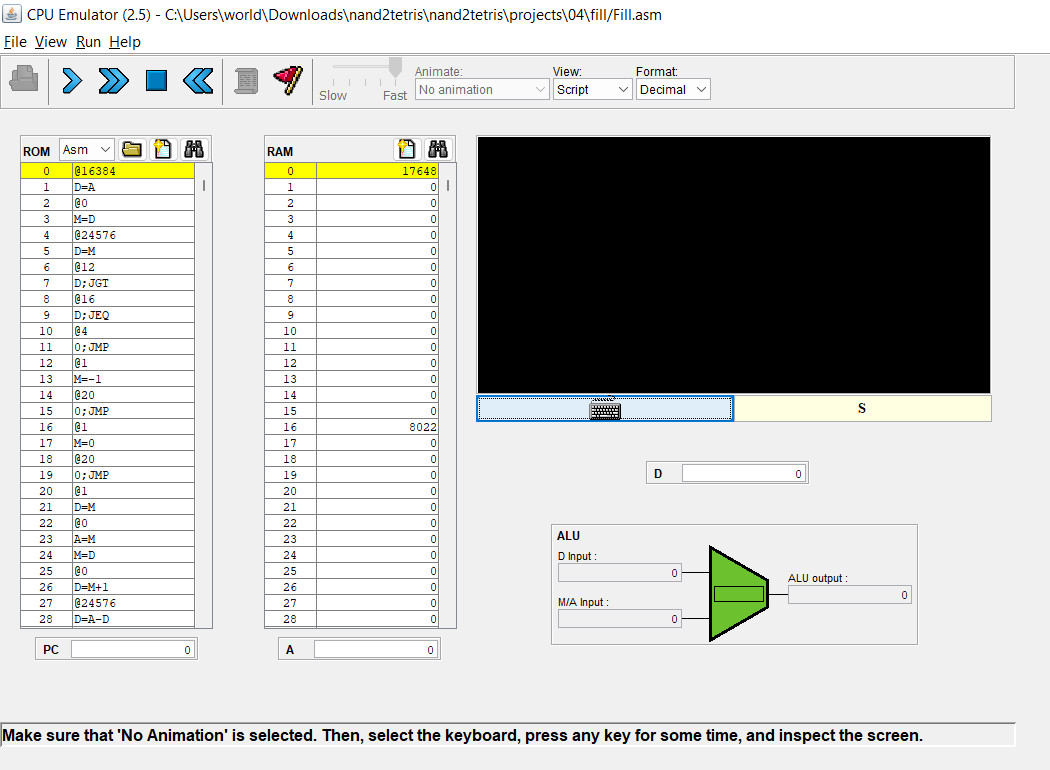 CPU Emulator (2.5) - C:\Users\world\Downloads\nand2tetris\nand2tetris\projects\04\fill/Fill.asm
File View Run Help
Slow Fast
Animate:
No animation
View:
Script
Format:
Decimal
ROM Asm
0 @16384
1 D=A
2 @0
3 M=D
4 @24576
5 D=M
6 @12
7 D;JGT
8 @16
9 D;JEQ
10 @4
11 0;JMP
12 @1
13 M=-1
14 @20
15 0;JMP
16 @1
17 M=0
18 @20
19 0;JMP
20 @1
21 D=M
22 @0
23 A=M
24 M=D
25 @0
26 D=M+1
27 @24576
28 D=A-D
PC 0
RAM
0 17648
1 0
2 0
3 0
4 0
5 0
6 0
7 0
8 0
9 0
10 0
11 0
12 0
13 0
14 0
15 0
16 8022
17 0
18 0
19 0
20 0
21 0
22 0
23 0
24 0
25 0
26 0
27 0
28 0
A 0
S
D 0
ALU
D Input :
0
M/A Input :
0
ALU output :
0
Make sure that 'No Animation' is selected. Then, select the keyboard, press any key for some time, and inspect the screen.